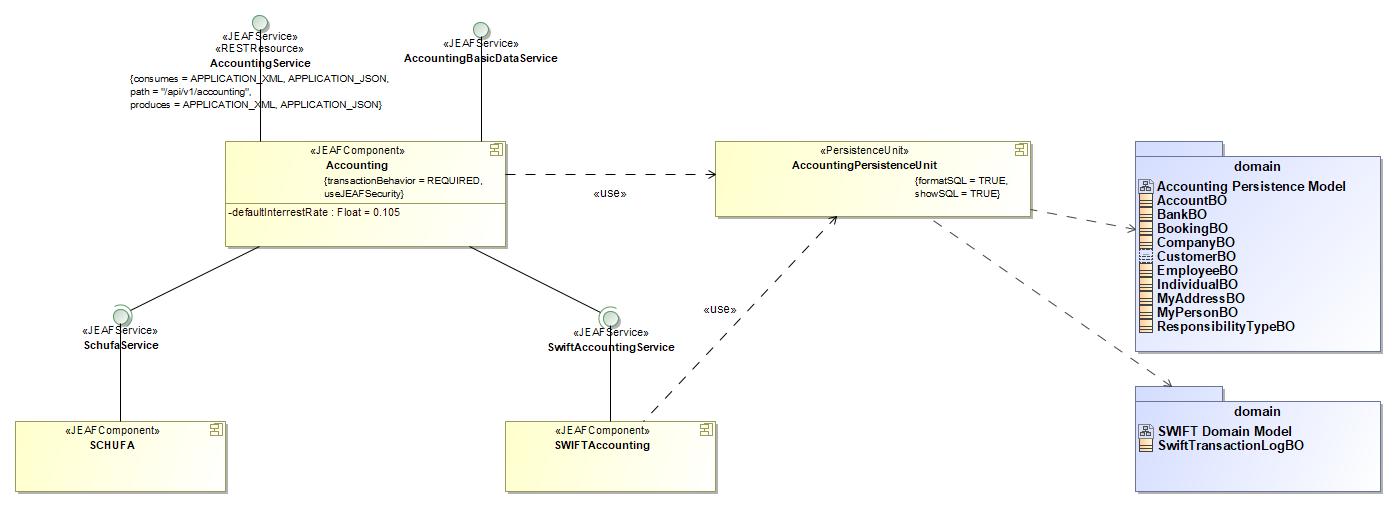 «JEAFService»
«RESTResource»
AccountingService
{consumes = APPLICATION_XML, APPLICATION_JSON,
path = "/api/v1/accounting",
produces = APPLICATION_XML, APPLICATION_JSON}
«JEAFService»
AccountingBasicDataService
«JEAFComponent»
Accounting
{transactionBehavior = REQUIRED,
useJEAFSecurity}
-defaultInterrestRate : Float = 0.105
«use»
«PersistenceUnit»
AccountingPersistenceUnit
{formatSQL = TRUE,
showSQL = TRUE}
domain
Accounting Persistence Model
AccountBO
BankBO
BookingBO
CompanyBO
CustomerBO
EmployeeBO
IndividualBO
MyAddressBO
MyPersonBO
ResponsibilityTypeBO
«JEAFService»
SchufaService
«JEAFService»
SwiftAccountingService
«use»
«JEAFComponent»
SCHUFA
«JEAFComponent»
SWIFTAccounting
domain
SWIFT Domain Model
SwiftTransactionLogBO